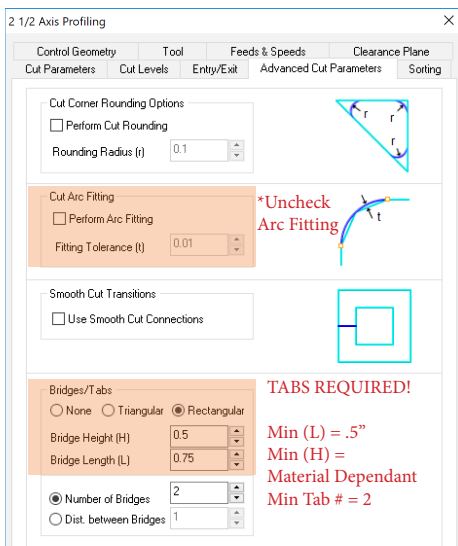 2 1/2 Axis Profiling
Control Geometry Tool Feeds & Speeds Clearance Plane
Cut Parameters Cut Levels Entry/Exit Advanced Cut Parameters Sorting
Cut Corner Rounding Options
Perform Cut Rounding
Rounding Radius (r) 0.1
r r
r
Cut Arc Fitting
Perform Arc Fitting
Fitting Tolerance (t) 0.01
*Uncheck
Arc Fitting
t
Smooth Cut Transitions
Use Smooth Cut Connections
Bridges/Tabs
None Triangular Rectangular
Bridge Height (H) 0.5
Bridge Length (L) 0.75
Number of Bridges 2
Dist. between Bridges 1
TABS REQUIRED!
Min (L) = .5”
Min (H) =
Material Dependant
Min Tab # = 2